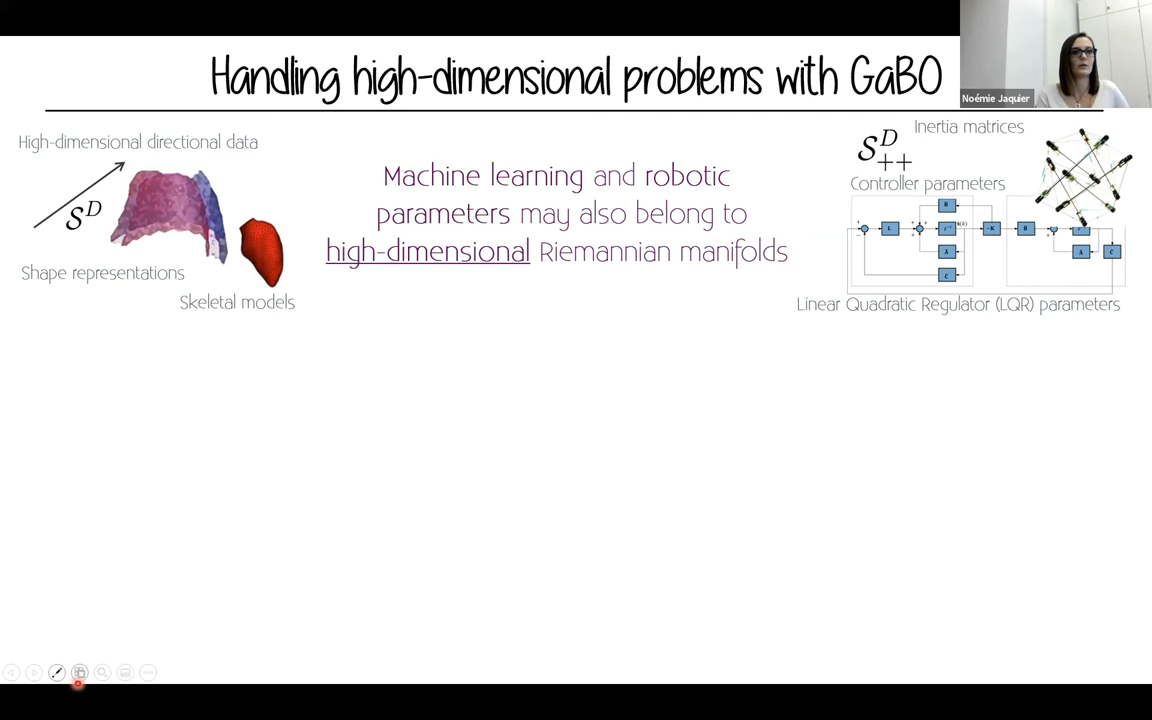 Handling high-dimensional problems with GaBO
Noémie Jaquier
High-dimensional directional data
𝒮ᴰ
Shape representations
Skeletal models
Machine learning and robotic
parameters may also belong to
high-dimensional Riemannian manifolds
Inertia matrices
𝒮ᴰ₊₊
Controller parameters
B
L
-K
B
A
A
C
C
Linear Quadratic Regulator (LQR) parameters